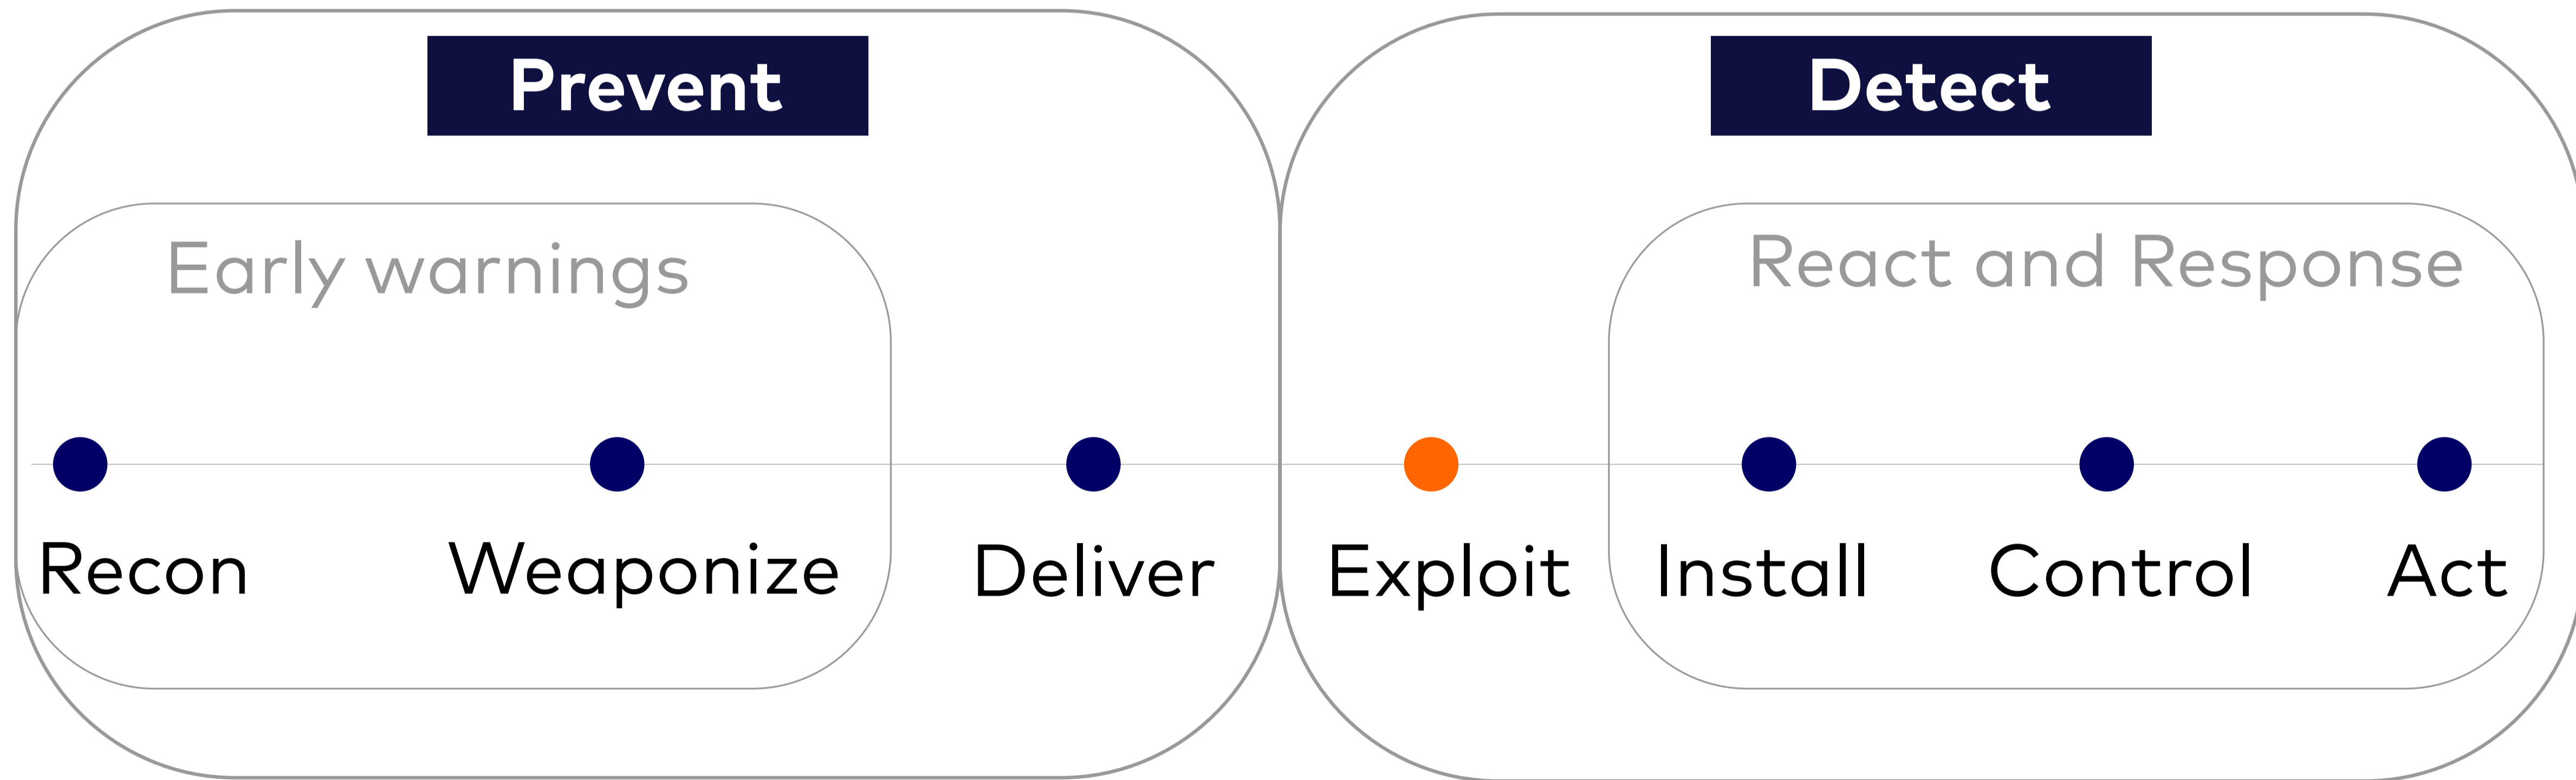 Prevent
Detect
Early warnings
React and Response
Recon
Weaponize
Deliver
Exploit
Install
Control
Act